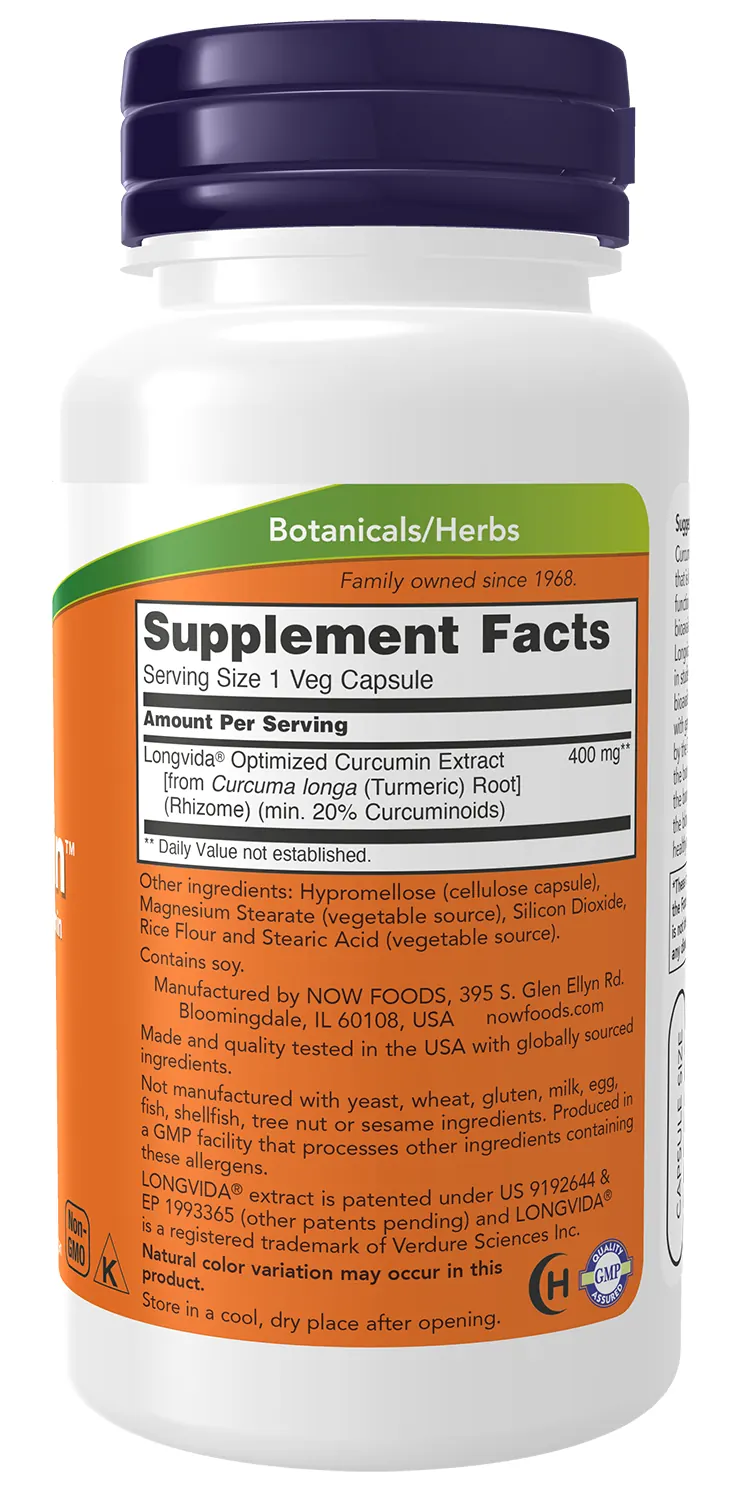 Botanicals/Herbs
Family owned since 1968.
Supplement Facts
Serving Size 1 Veg Capsule
Amount Per Serving
Longvida® Optimized Curcumin Extract 400 mg**
[from Curcuma longa (Turmeric) Root]
(Rhizome) (min. 20% Curcuminoids)
** Daily Value not established.
Other ingredients: Hypromellose (cellulose capsule),
Magnesium Stearate (vegetable source), Silicon Dioxide,
Rice Flour and Stearic Acid (vegetable source).
Contains soy.
Manufactured by NOW FOODS, 395 S. Glen Ellyn Rd.
Bloomingdale, IL 60108, USA nowfoods.com
Made and quality tested in the USA with globally sourced
ingredients.
Not manufactured with yeast, wheat, gluten, milk, egg,
fish, shellfish, tree nut or sesame ingredients. Produced in
a GMP facility that processes other ingredients containing
these allergens.
LONGVIDA® extract is patented under US 9192644 &
EP 1993365 (other patents pending) and LONGVIDA®
is a registered trademark of Verdure Sciences Inc.
Natural color variation may occur in this
product.
Store in a cool, dry place after opening.
Non-
GMO
K
H
QUALITY
GMP
ASSURED
CAPSULE SIZE